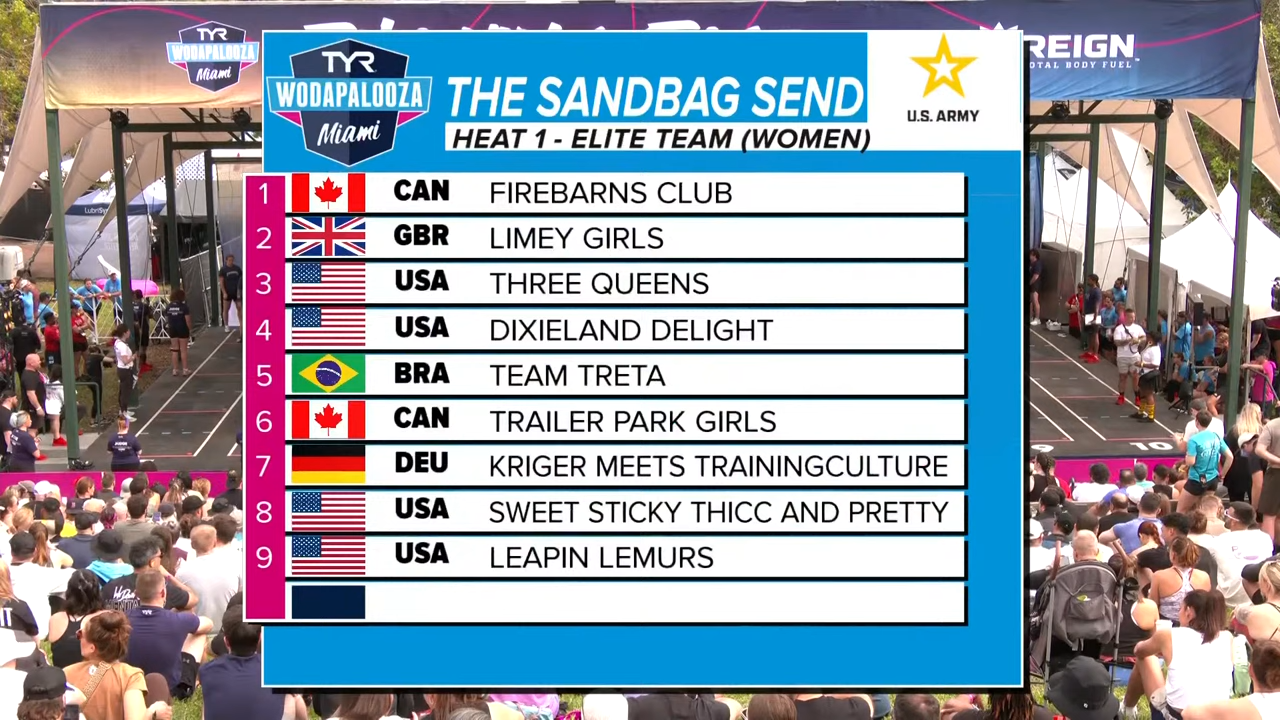 TYR
WODAPALOOZA
Miami
REIGN
TOTAL BODY FUEL
TYR
WODAPALOOZA
Miami
THE SANDBAG SEND
HEAT 1 - ELITE TEAM (WOMEN)
U.S. ARMY
1 CAN FIREBARNS CLUB
2 GBR LIMEY GIRLS
3 USA THREE QUEENS
4 USA DIXIELAND DELIGHT
5 BRA TEAM TRETA
6 CAN TRAILER PARK GIRLS
7 DEU KRIGER MEETS TRAININGCULTURE
8 USA SWEET STICKY THICC AND PRETTY
9 USA LEAPIN LEMURS
10
TYR